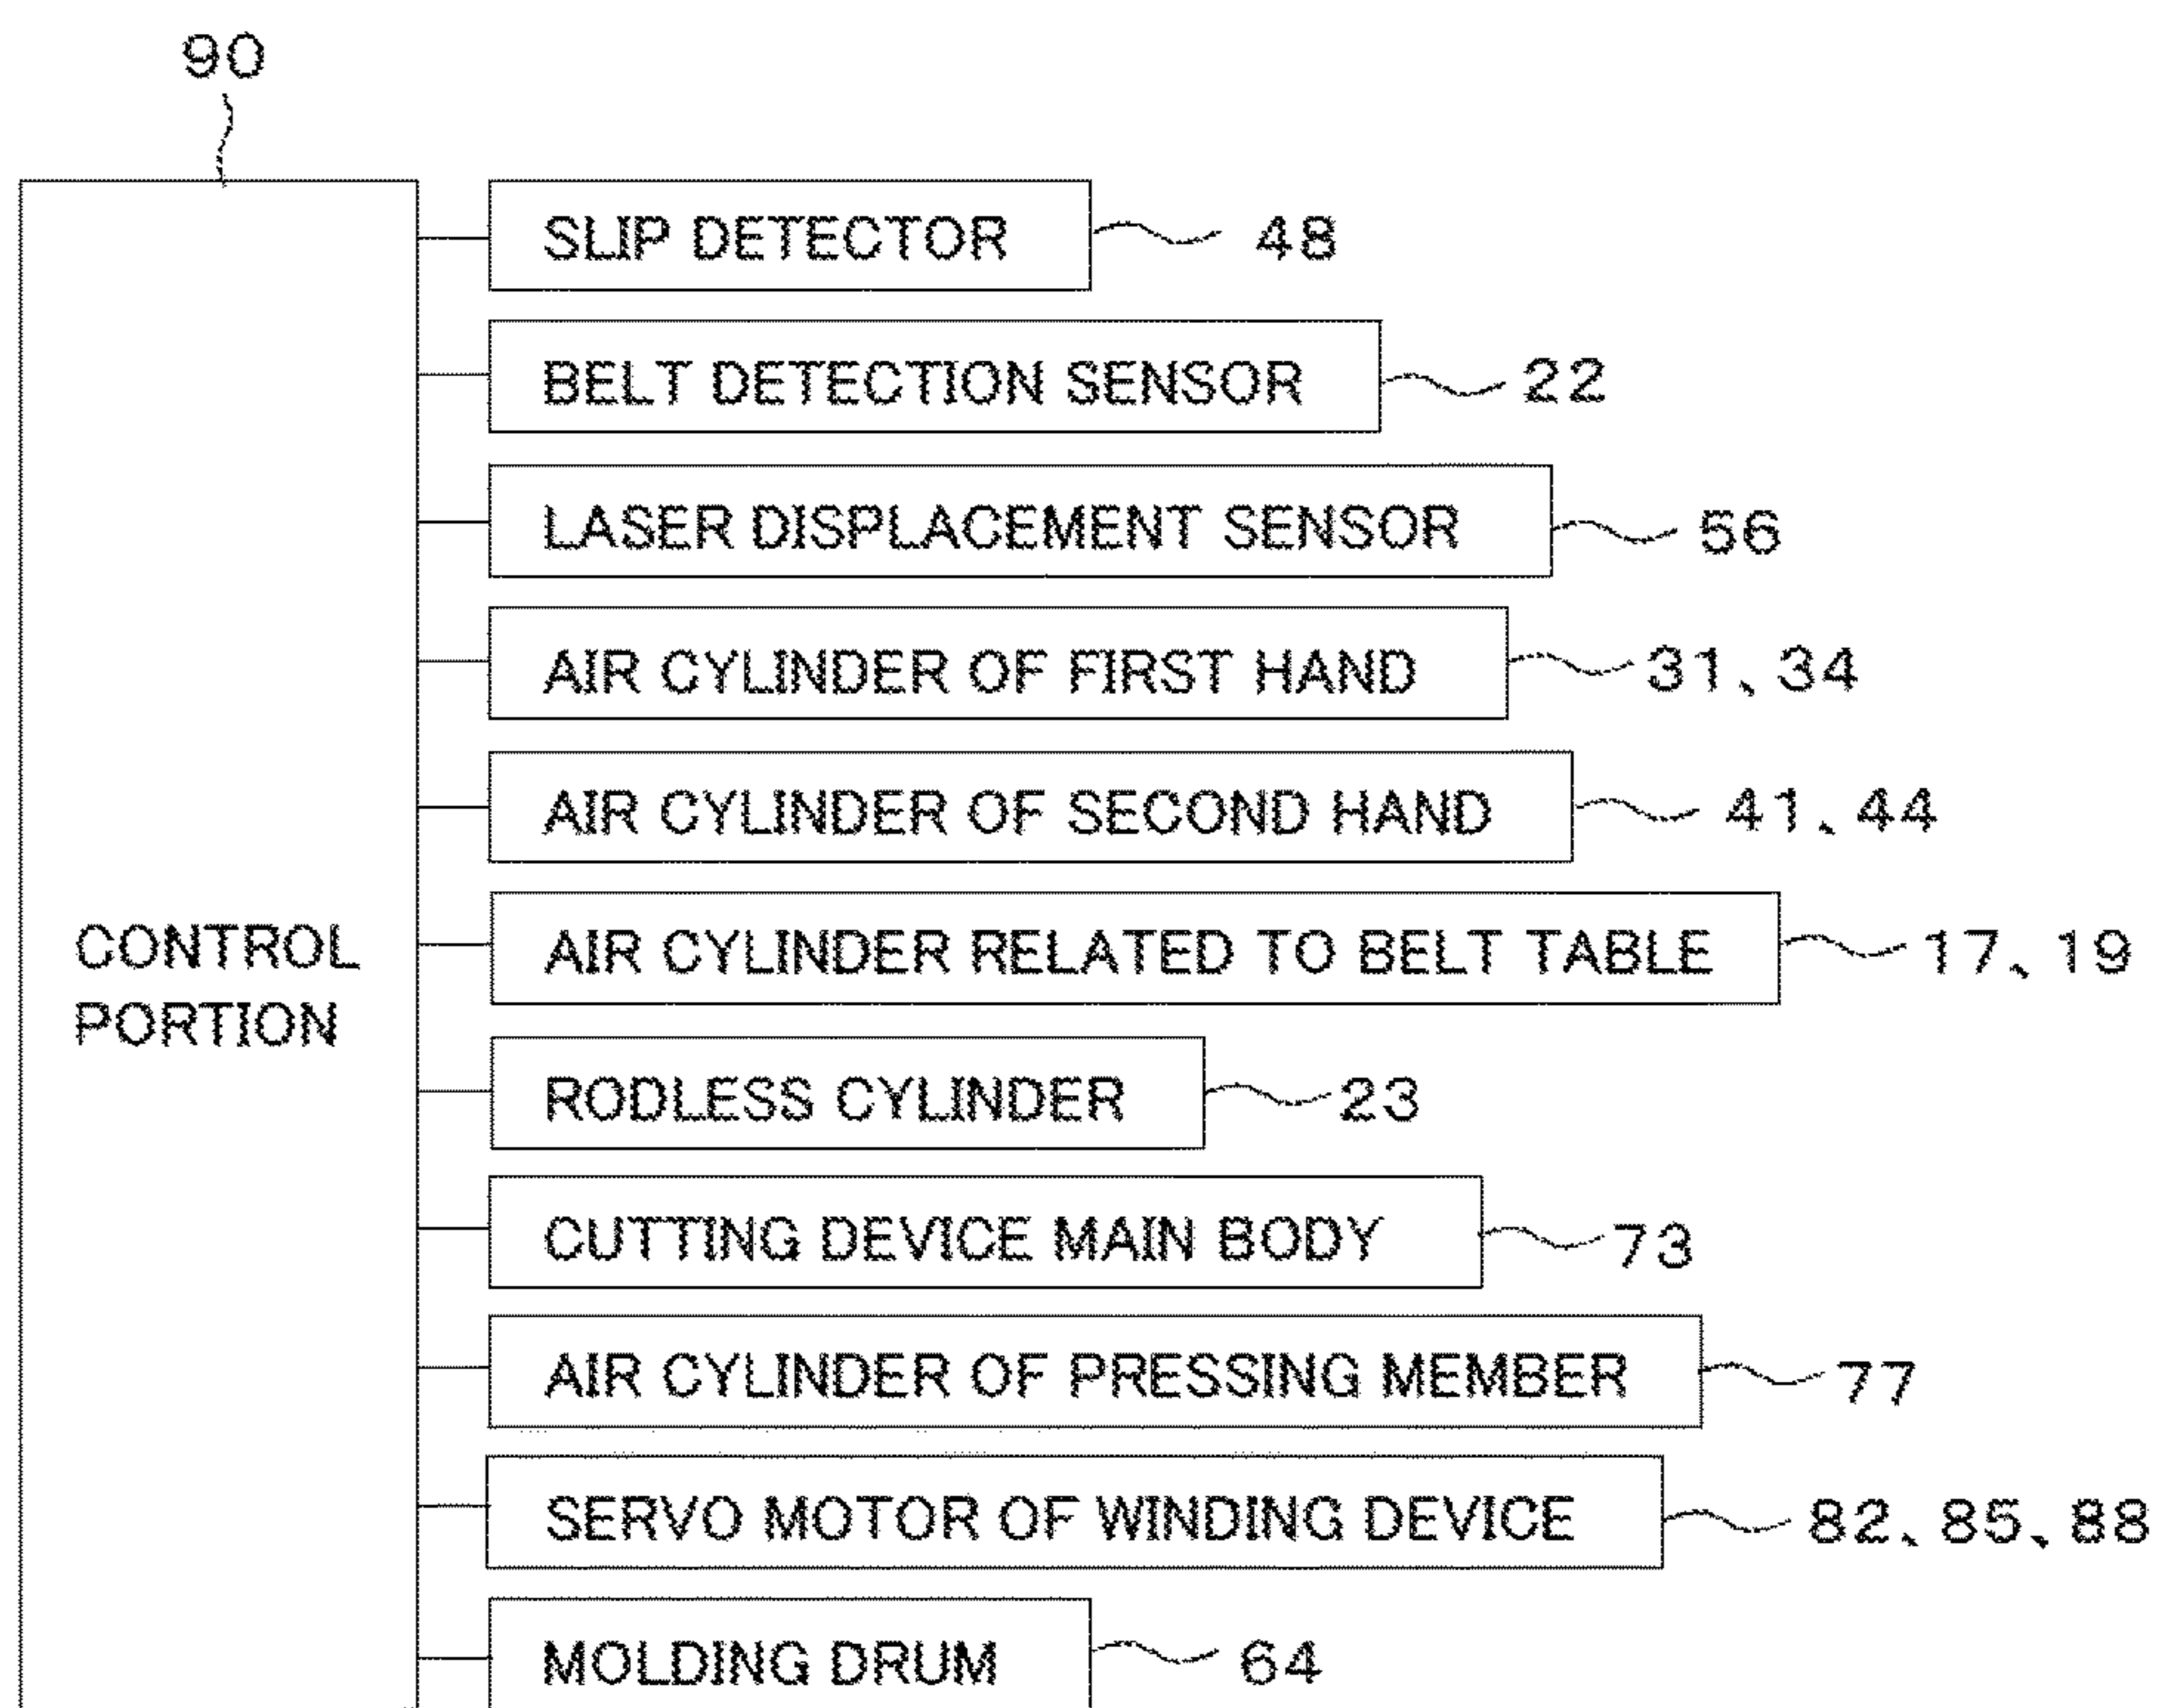 90
SLIP DETECTOR 48
BELT DETECTION SENSOR 22
LASER DISPLACEMENT SENSOR 56
AIR CYLINDER OF FIRST HAND 31、34
AIR CYLINDER OF SECOND HAND 41、44
CONTROL
PORTION
AIR CYLINDER RELATED TO BELT TABLE 17、19
RODLESS CYLINDER 23
CUTTING DEVICE MAIN BODY 73
AIR CYLINDER OF PRESSING MEMBER 77
SERVO MOTOR OF WINDING DEVICE 82、85、88
MOLDING DRUM 64